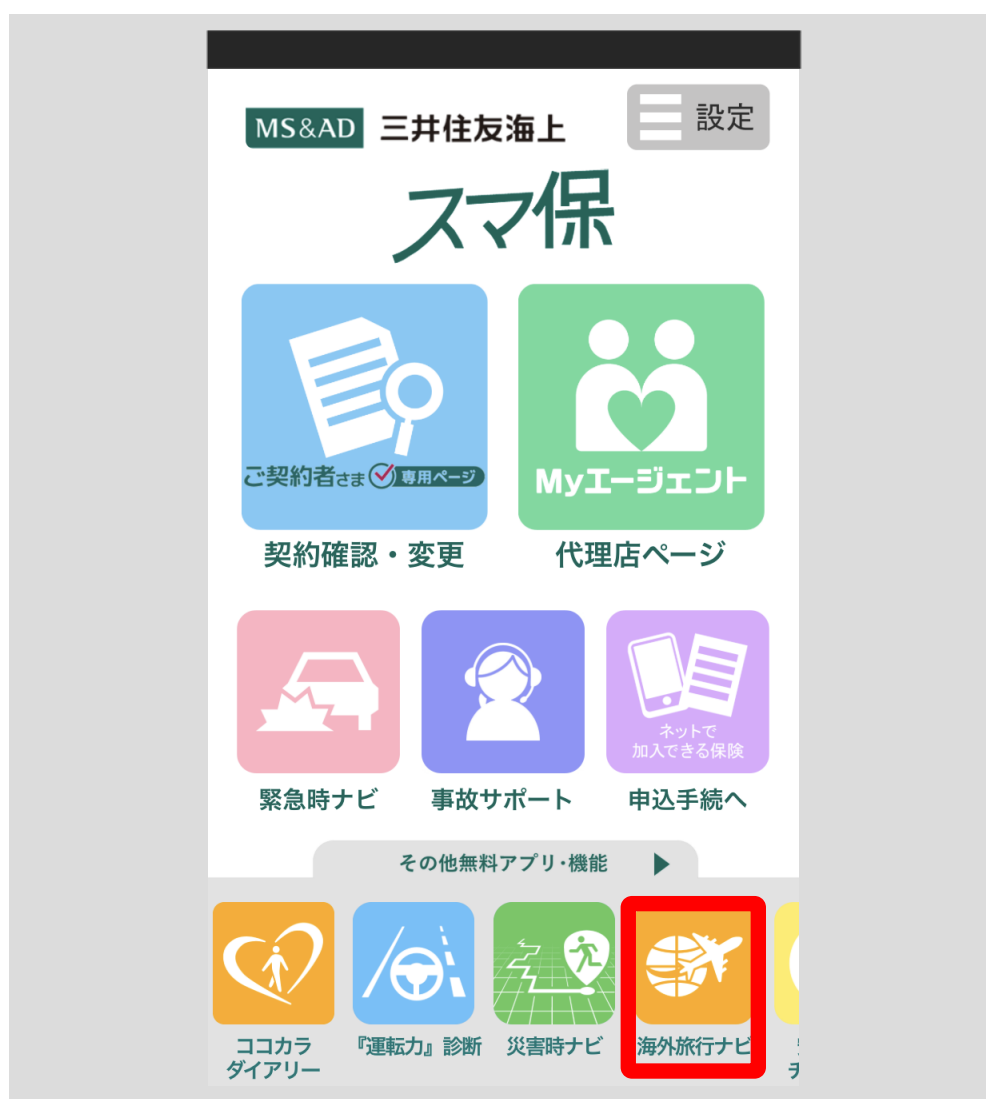 MS&AD 三井住友海上
設定
スマ保
ご契約者さま 専用ページ
Myエージェント
契約確認・変更
代理店ページ
ネットで
加入できる保険
緊急時ナビ
事故サポート
申込手続へ
その他無料アプリ・機能
ココカラ
ダイアリー
『運転力』診断
災害時ナビ
海外旅行ナビ